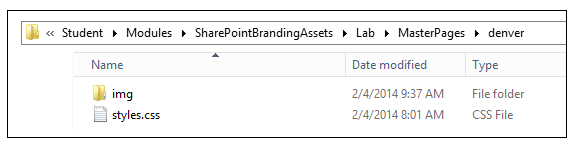 « Student ▸ Modules ▸ SharePointBrandingAssets ▸ Lab ▸ MasterPages ▸ denver
Name Date modified Type
img 2/4/2014 9:37 AM File folder
styles.css 2/4/2014 8:01 AM CSS File